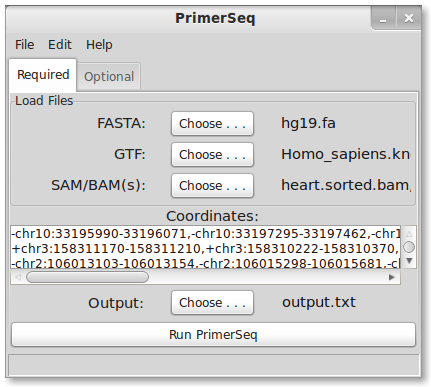 PrimerSeq
File Edit Help
Required Optional
Load Files
FASTA: Choose . . . hg19.fa
GTF: Choose . . . Homo_sapiens.kn
SAM/BAM(s): Choose . . . heart.sorted.bam,
Coordinates:
-chr10:33195990-33196071,-chr10:33197295-33197462,-chr1
+chr3:158311170-158311210,+chr3:158310222-158310370,
-chr2:106013103-106013154,-chr2:106015298-106015681,-ch
Output: Choose . . . output.txt
Run PrimerSeq